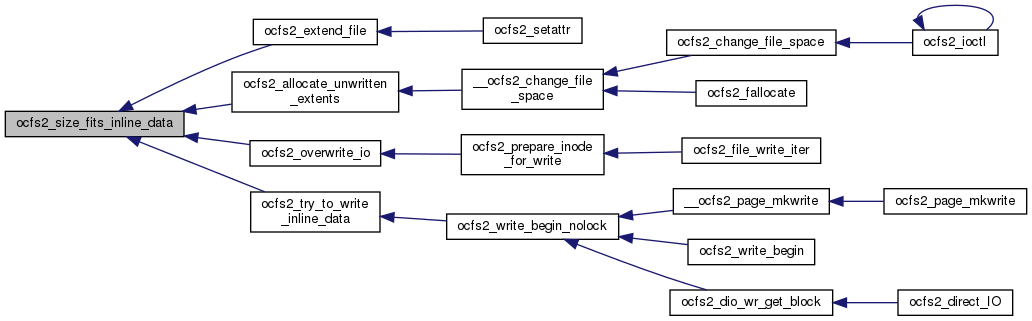 ocfs2_size_fits_inline_data
ocfs2_extend_file
ocfs2_setattr
ocfs2_allocate_unwritten
_extents
__ocfs2_change_file
_space
ocfs2_change_file_space
ocfs2_ioctl
ocfs2_fallocate
ocfs2_overwrite_io
ocfs2_prepare_inode
_for_write
ocfs2_file_write_iter
ocfs2_try_to_write
_inline_data
ocfs2_write_begin_nolock
__ocfs2_page_mkwrite
ocfs2_page_mkwrite
ocfs2_write_begin
ocfs2_dio_wr_get_block
ocfs2_direct_IO